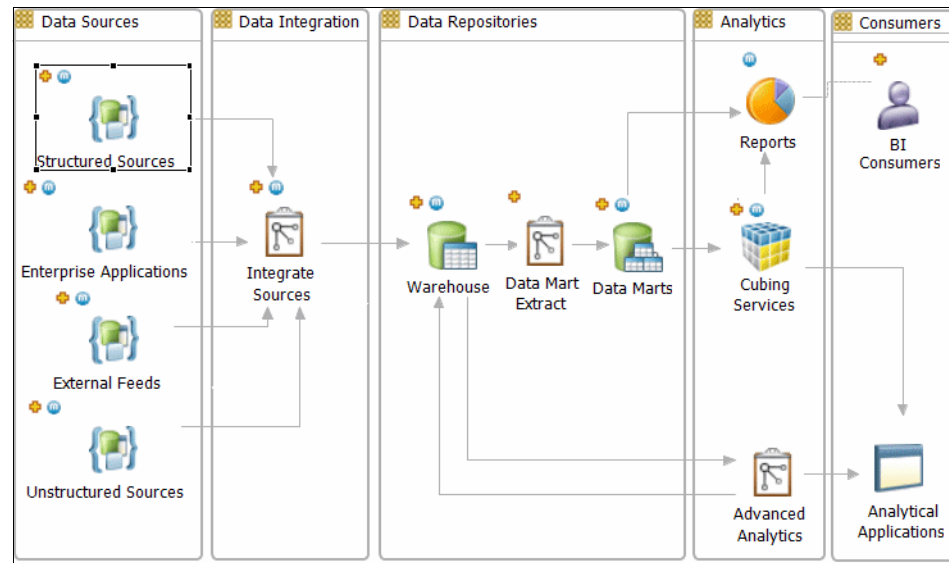 Data Sources
Data Integration
Data Repositories
Analytics
Consumers
Structured Sources
Enterprise Applications
External Feeds
Unstructured Sources
Integrate
Sources
Warehouse
Data Mart
Extract
Data Marts
Reports
Cubing
Services
Advanced
Analytics
BI
Consumers
Analytical
Applications